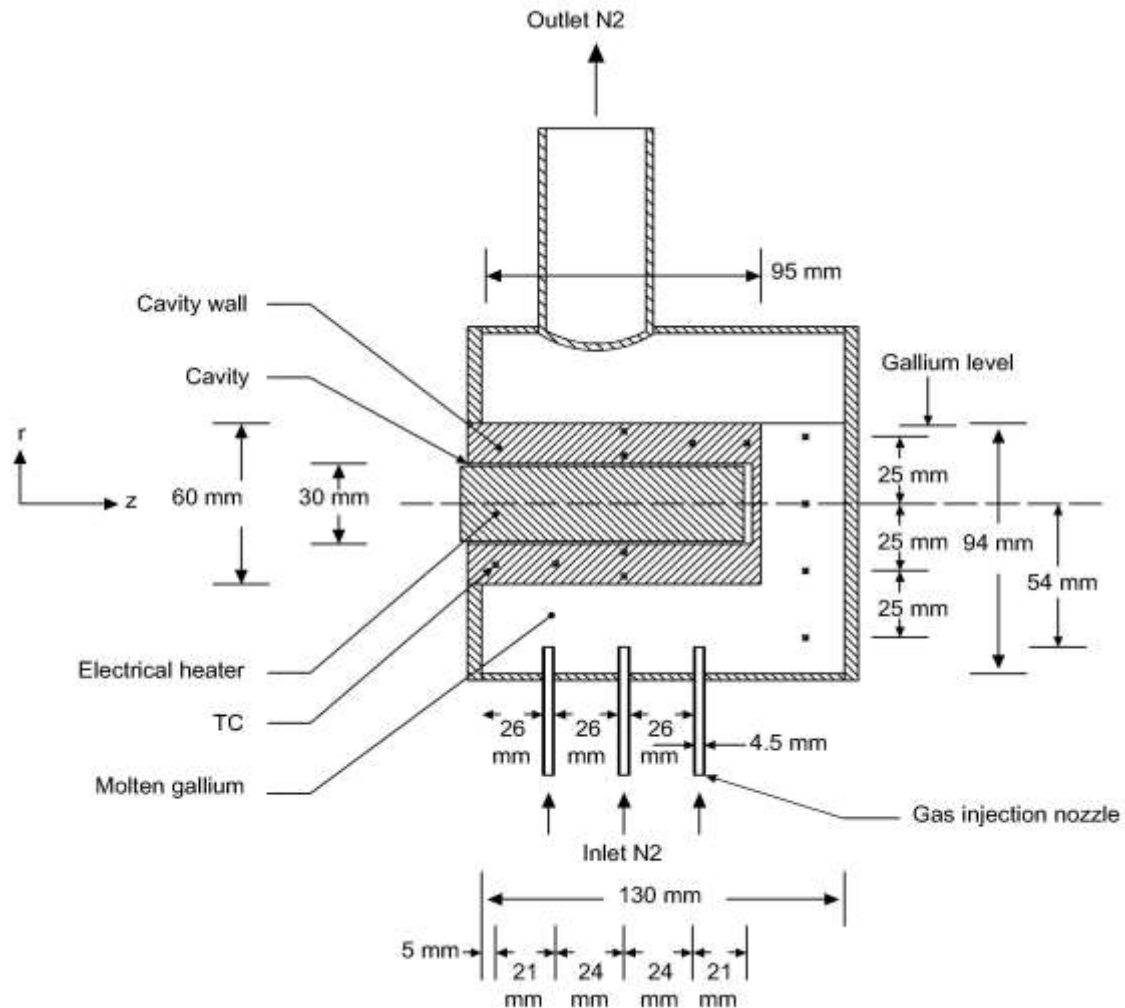 Outlet N2
95 mm
Cavity wall
Cavity
Gallium level
r
z
60 mm
30 mm
25 mm
25 mm
94 mm
25 mm
54 mm
Electrical heater
TC
Molten gallium
26
mm
26
mm
26
mm
4.5 mm
Gas injection nozzle
Inlet N2
130 mm
5 mm
21
mm
24
mm
24
mm
21
mm